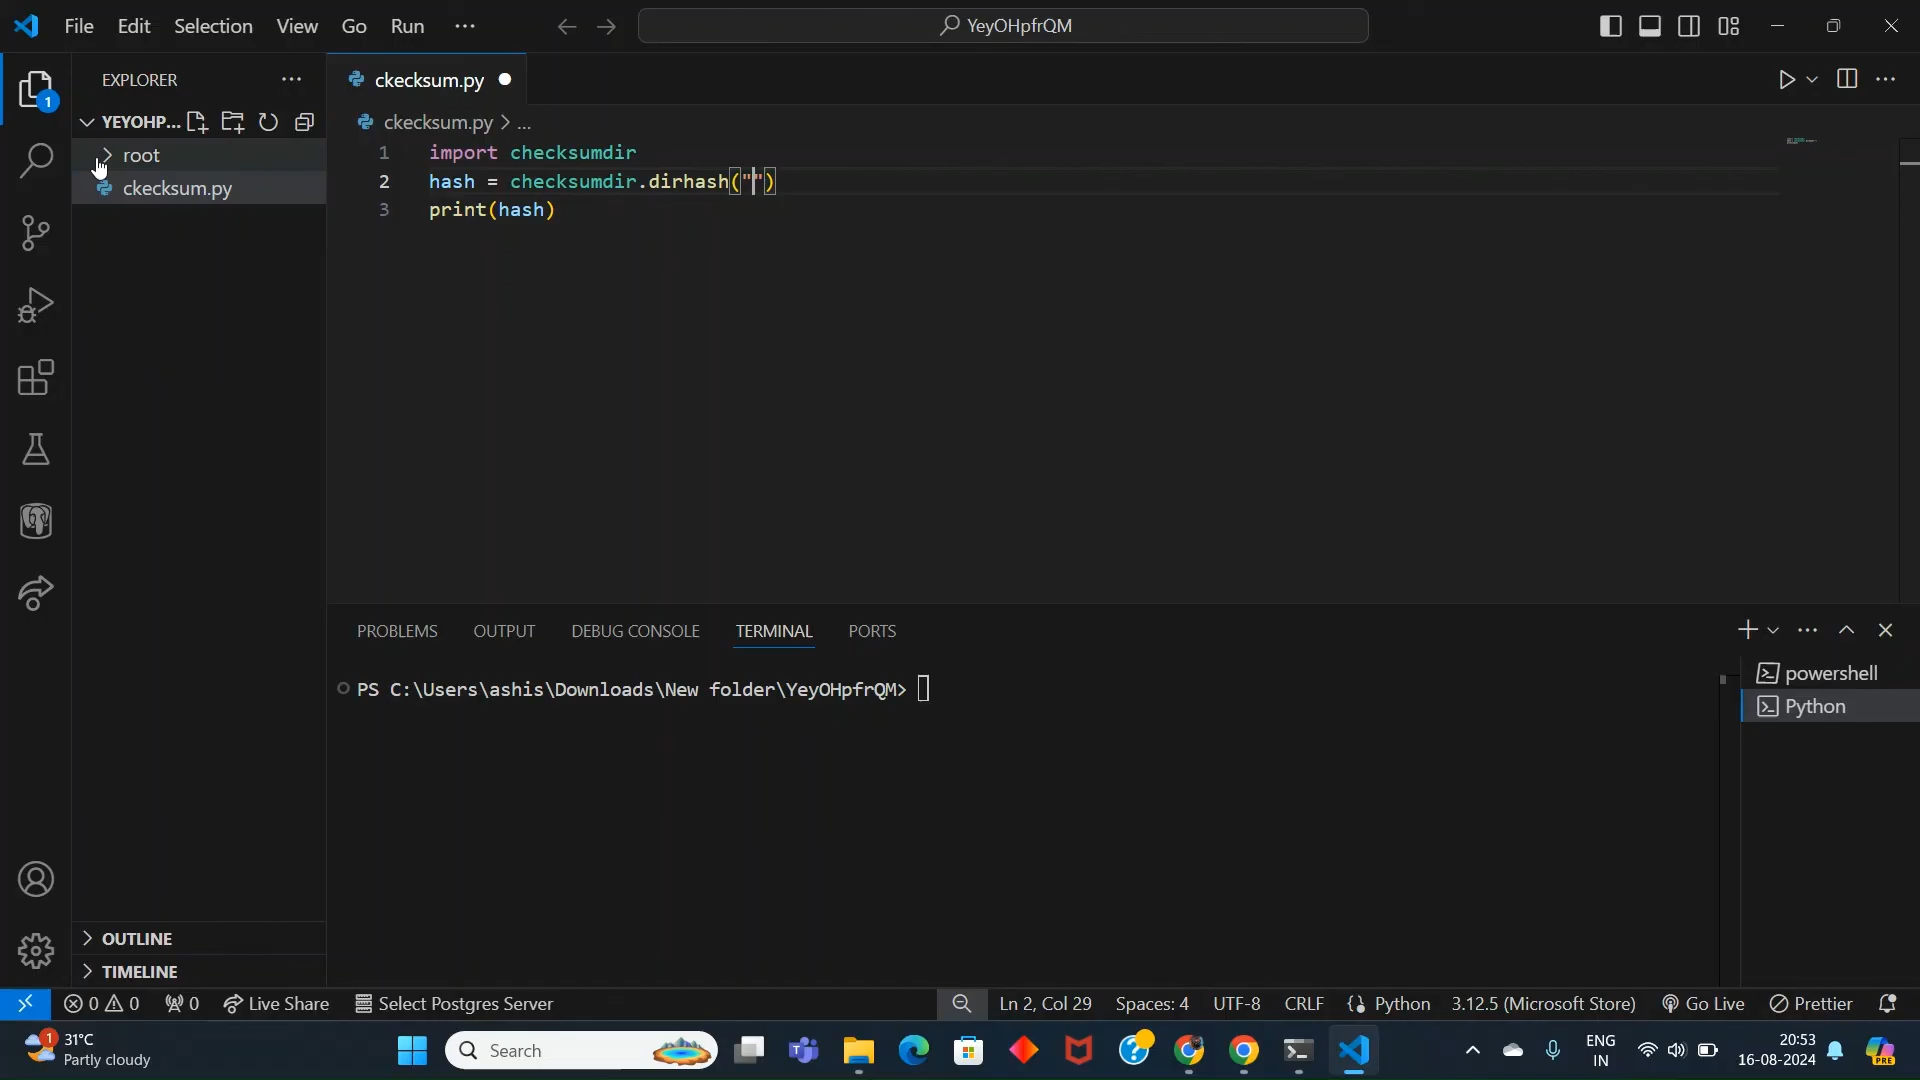 File Edit Selection View Go Run ···
YeyOHpfrQM
EXPLORER
ckecksum.py
YEYOHP...
ckecksum.py > ...
root
ckecksum.py
1 import checksumdir
2 hash = checksumdir.dirhash("")
3 print(hash)
PROBLEMS OUTPUT DEBUG CONSOLE TERMINAL PORTS
PS C:\Users\ashis\Downloads\New folder\YeyOHpfrQM>
powershell
Python
OUTLINE
TIMELINE
0 0 0 Live Share Select Postgres Server Ln 2, Col 29 Spaces: 4 UTF-8 CRLF Python 3.12.5 (Microsoft Store) Go Live Prettier
1
1
31°C
Partly cloudy
Search
PRE
ENG
IN
20:53
16-08-2024